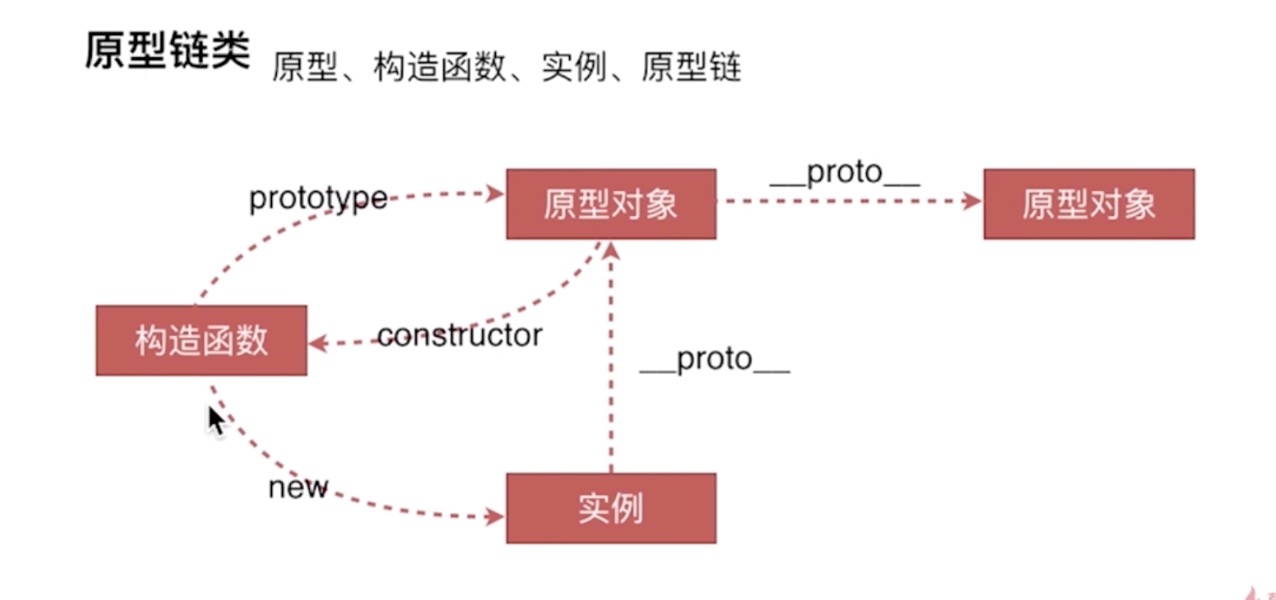 原型链类 原型、构造函数、实例、原型链
prototype
原型对象
__proto__
原型对象
构造函数
constructor
__proto__
new
实例